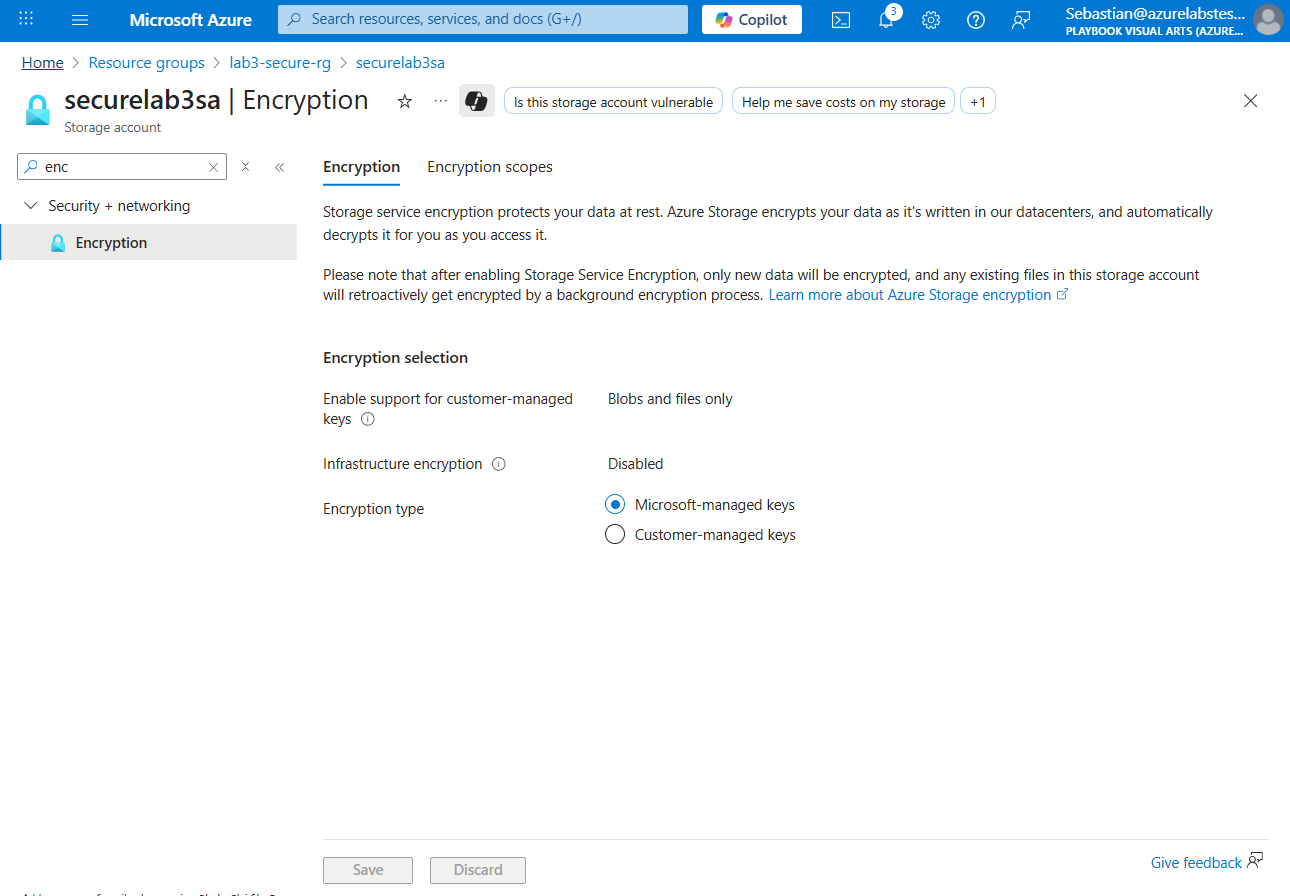 Microsoft Azure
Search resources, services, and docs (G+/)
Copilot
3
Sebastian@azurelabstes...
PLAYBOOK VISUAL ARTS (AZURE...
Home > Resource groups > lab3-secure-rg > securelab3sa
securelab3sa | Encryption
Storage account
Is this storage account vulnerable
Help me save costs on my storage
+1
enc
Security + networking
Encryption
Encryption
Encryption scopes
Storage service encryption protects your data at rest. Azure Storage encrypts your data as it's written in our datacenters, and automatically
decrypts it for you as you access it.
Please note that after enabling Storage Service Encryption, only new data will be encrypted, and any existing files in this storage account
will retroactively get encrypted by a background encryption process. Learn more about Azure Storage encryption
Encryption selection
Enable support for customer-managed
keys
Blobs and files only
Infrastructure encryption
Disabled
Encryption type
Microsoft-managed keys
Customer-managed keys
Save
Discard
Give feedback